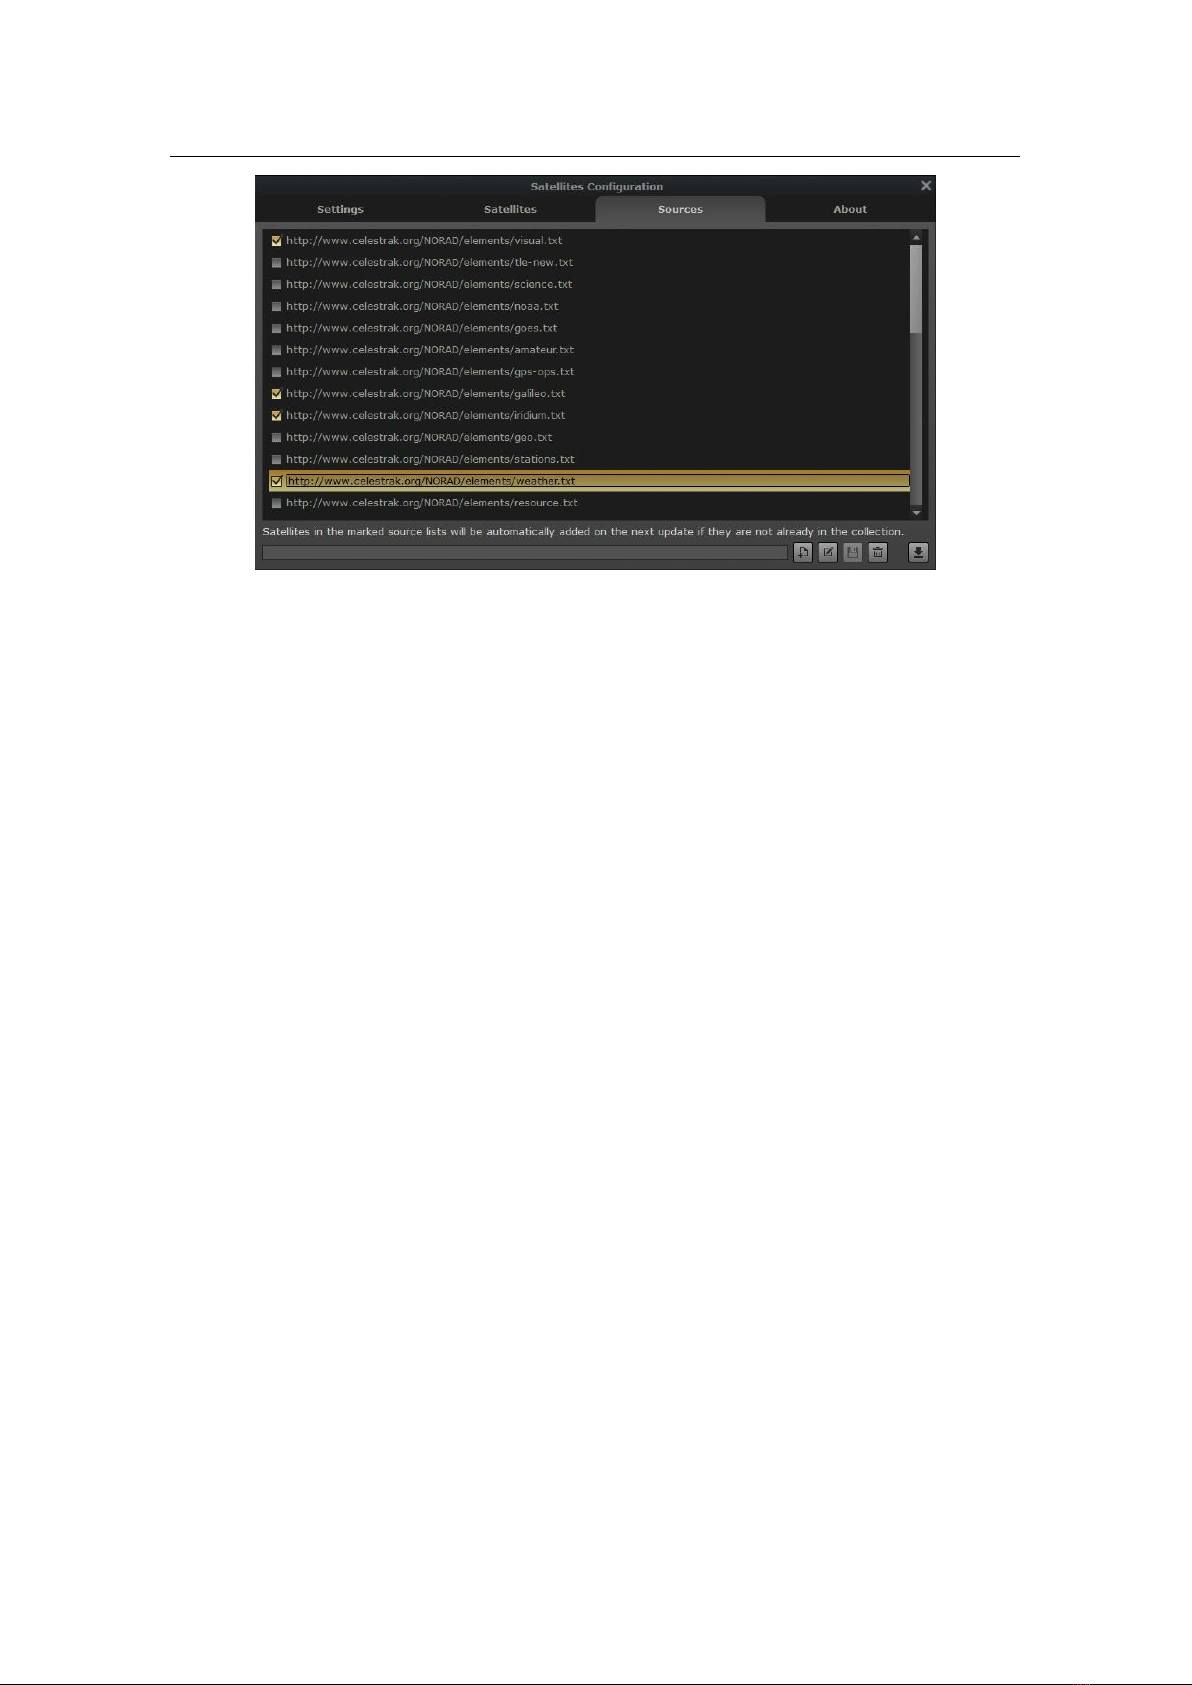 Satellites Configuration
Settings Satellites Sources About
http://www.celestrak.org/NORAD/elements/visual.txt
http://www.celestrak.org/NORAD/elements/tle-new.txt
http://www.celestrak.org/NORAD/elements/science.txt
http://www.celestrak.org/NORAD/elements/noaa.txt
http://www.celestrak.org/NORAD/elements/goes.txt
http://www.celestrak.org/NORAD/elements/amateur.txt
http://www.celestrak.org/NORAD/elements/gps-ops.txt
http://www.celestrak.org/NORAD/elements/galileo.txt
http://www.celestrak.org/NORAD/elements/iridium.txt
http://www.celestrak.org/NORAD/elements/geo.txt
http://www.celestrak.org/NORAD/elements/stations.txt
http://www.celestrak.org/NORAD/elements/weather.txt
http://www.celestrak.org/NORAD/elements/resource.txt
Satellites in the marked source lists will be automatically added on the next update if they are not already in the collection.